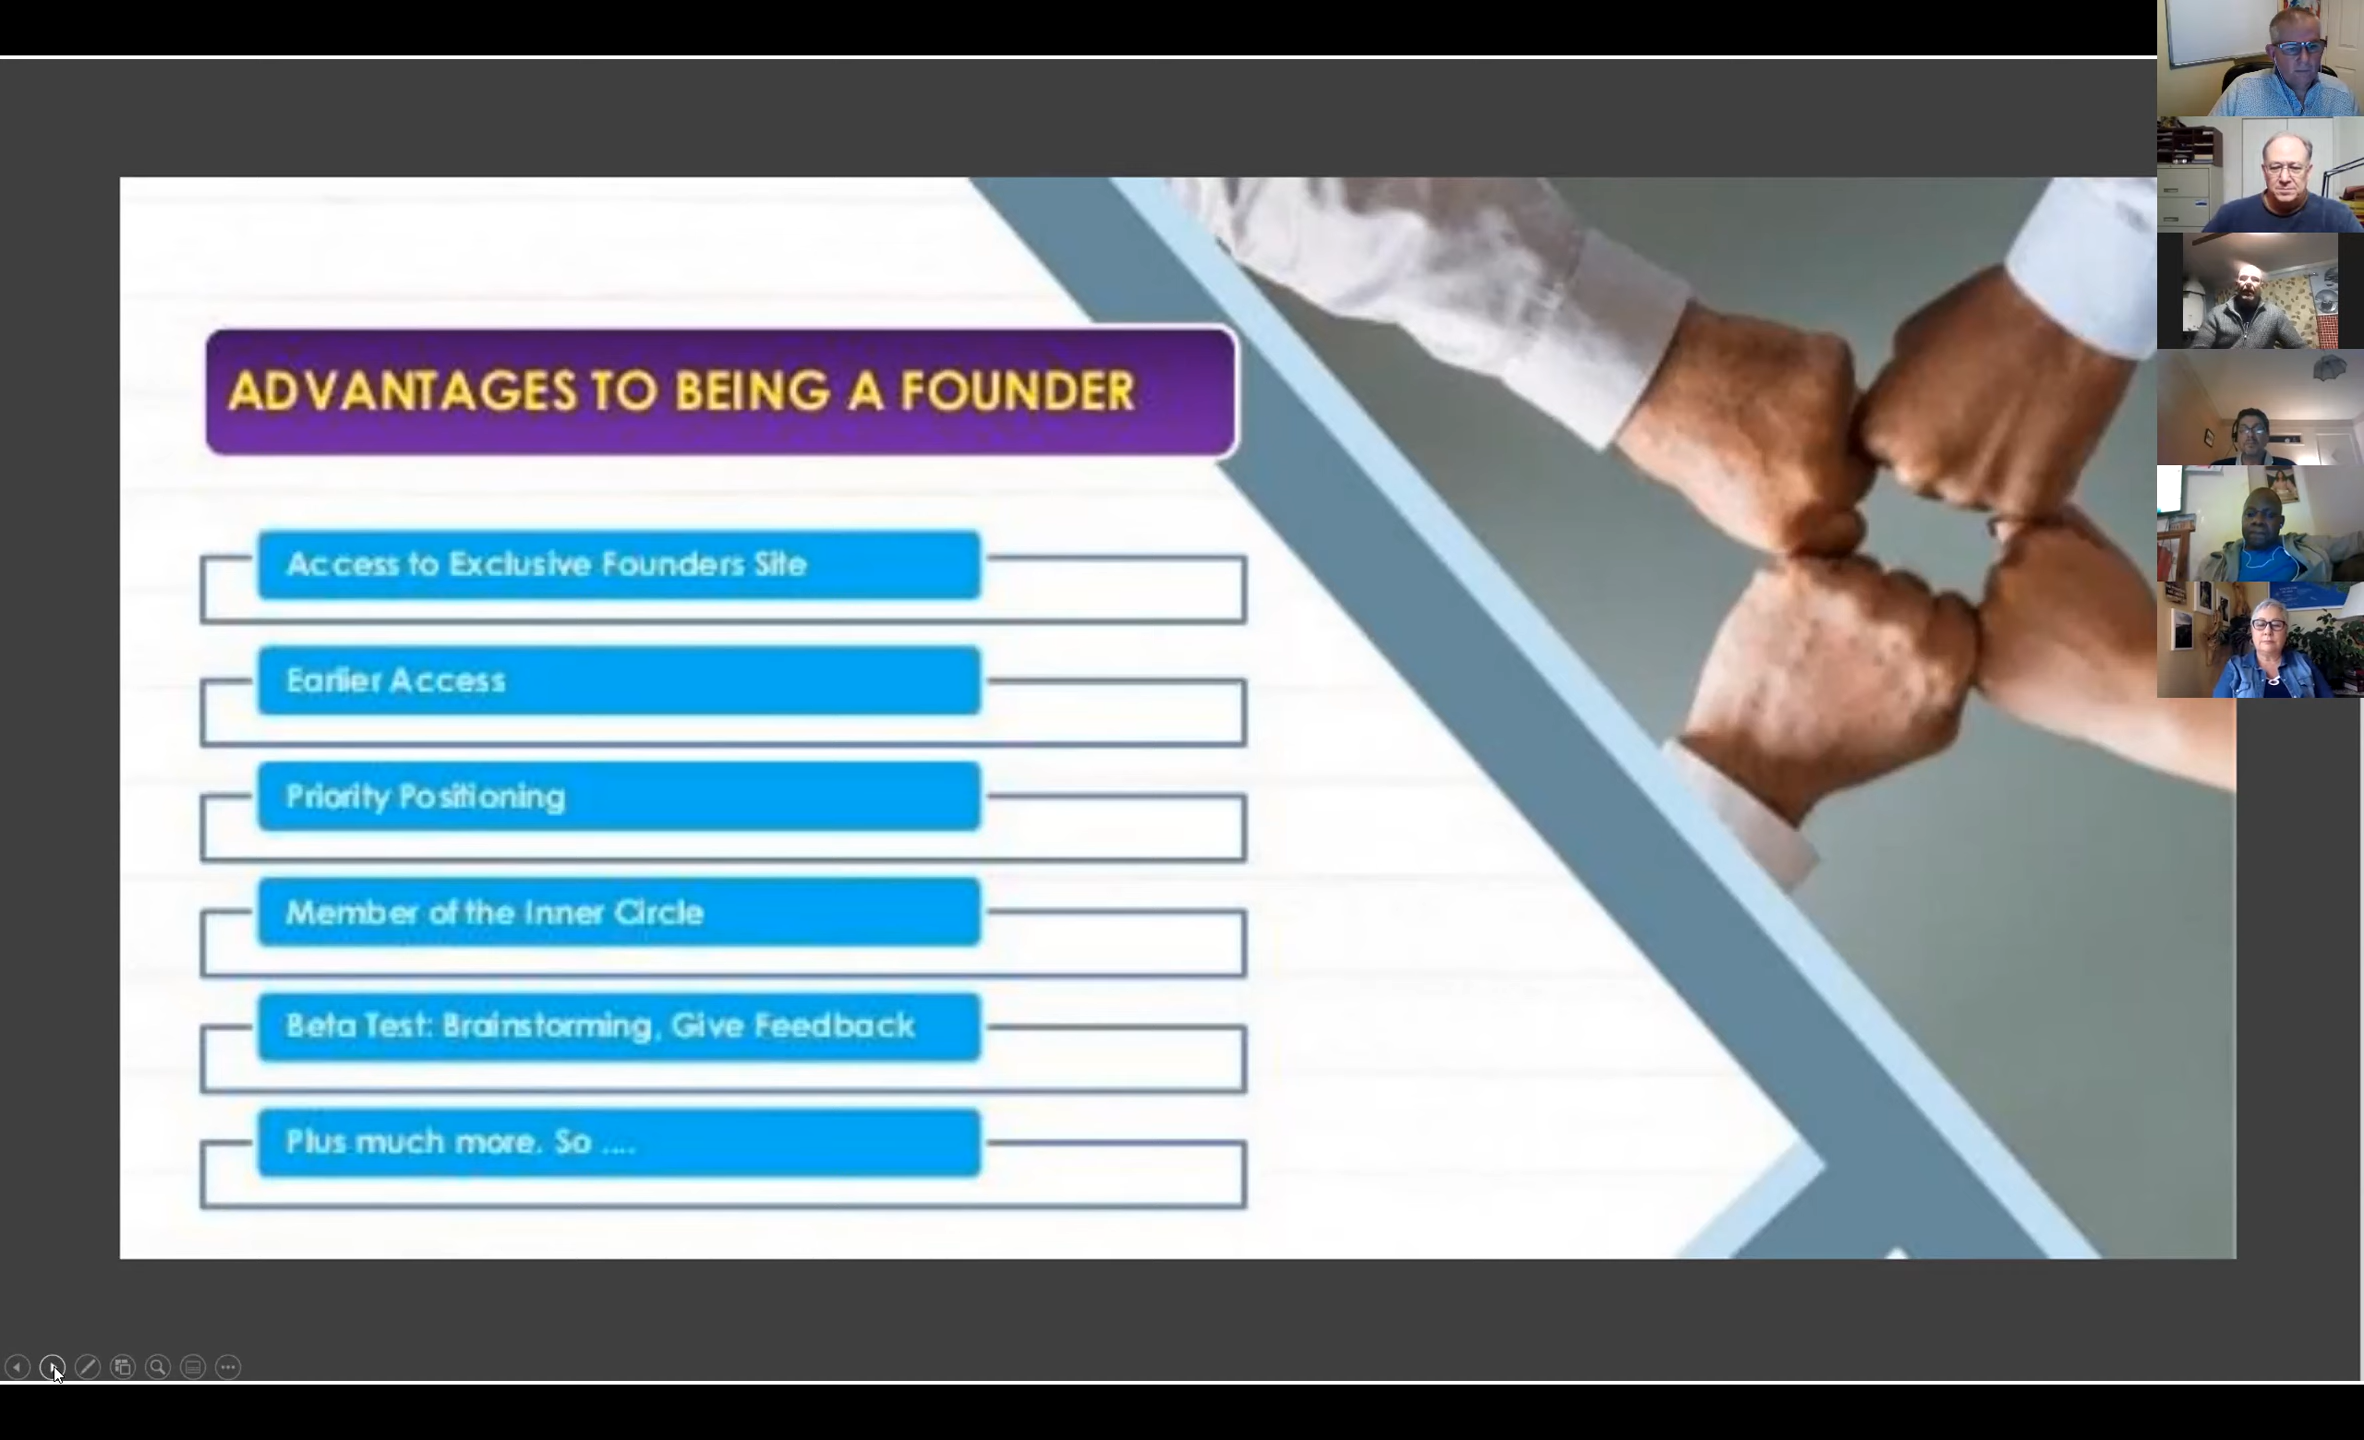 ADVANTAGES TO BEING A FOUNDER
Access to Exclusive Founders Site
Earlier Access
Priority Positioning
Member of the Inner Circle
Beta Test: Brainstorming, Give Feedback
Plus much more. So ....